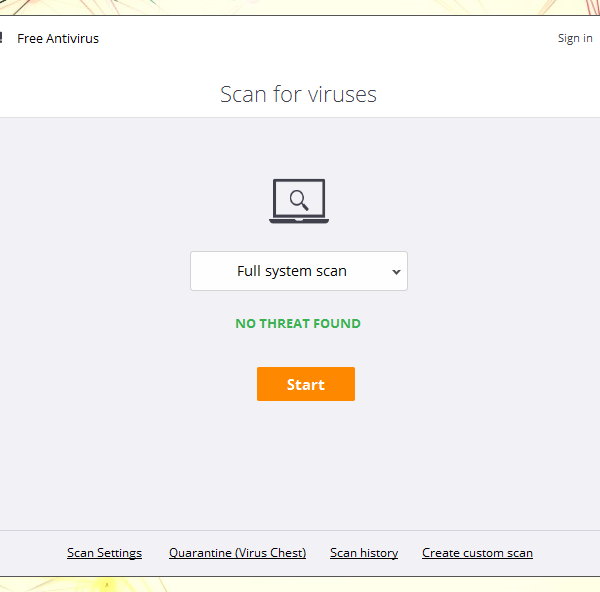 Free Antivirus
Sign in
Scan for viruses
Full system scan
NO THREAT FOUND
Start
Scan Settings
Quarantine (Virus Chest)
Scan history
Create custom scan